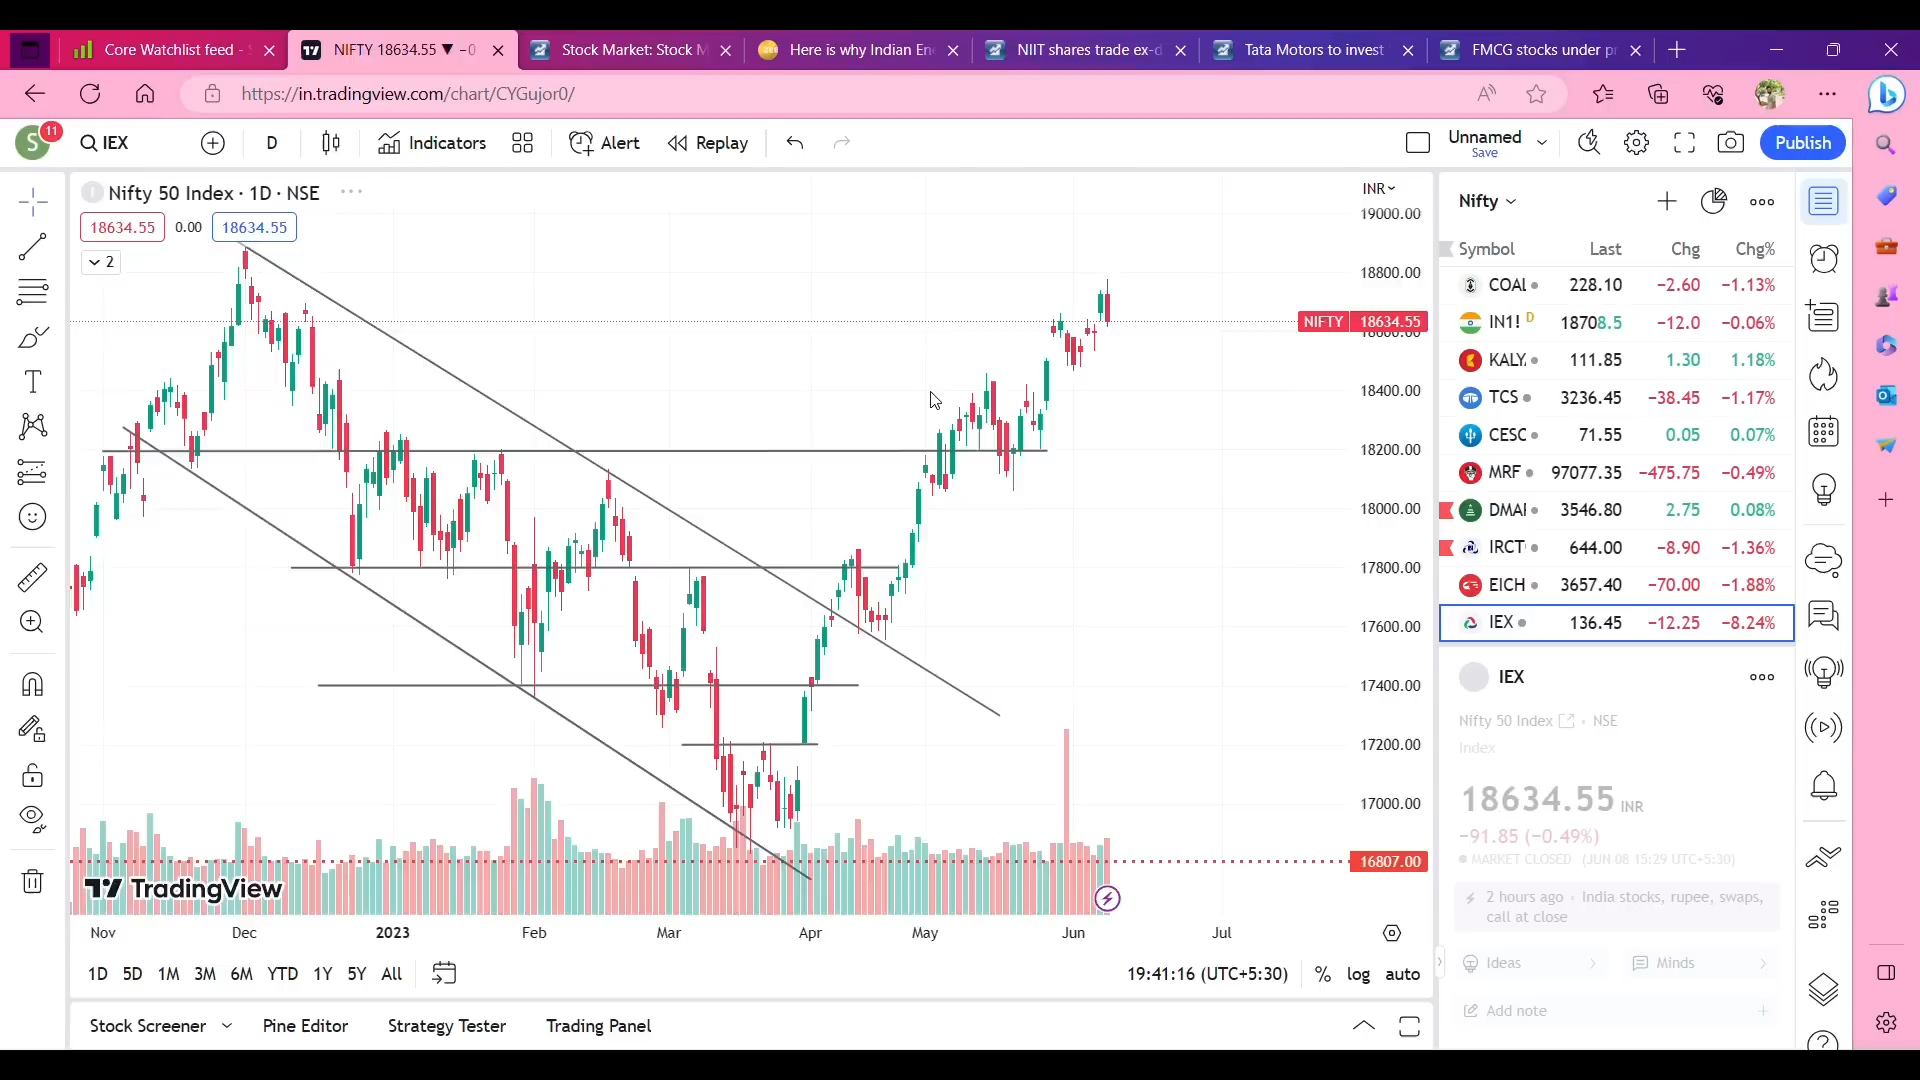 Core Watchlist feed -
NIFTY 18634.55 ▼ −0
Stock Market: Stock M
Here is why Indian En
NIIT shares trade ex-d
Tata Motors to invest
FMCG stocks under pr
https://in.tradingview.com/chart/CYGujor0/
S
11
IEX
D
Indicators
Alert
Replay
Unnamed
Save
Publish
Nifty 50 Index · 1D · NSE
18634.55 0.00 18634.55
2
INR
19000.00
18800.00
NIFTY 18634.55
18600.00
18400.00
18200.00
18000.00
17800.00
17600.00
17400.00
17200.00
17000.00
16807.00
TradingView
Nov Dec 2023 Feb Mar Apr May Jun Jul
1D 5D 1M 3M 6M YTD 1Y 5Y All
19:41:16 (UTC+5:30) % log auto
Stock Screener Pine Editor Strategy Tester Trading Panel
Nifty
Symbol Last Chg Chg%
COAL 228.10 −2.60 −1.13%
IN1! D 18708.5 −12.0 −0.06%
KALY. 111.85 1.30 1.18%
TCS 3236.45 −38.45 −1.17%
CESC 71.55 0.05 0.07%
MRF 97077.35 −475.75 −0.49%
DMAR 3546.80 2.75 0.08%
IRCT 644.00 −8.90 −1.36%
EICH 3657.40 −70.00 −1.88%
IEX 136.45 −12.25 −8.24%
IEX
Nifty 50 Index · NSE
Index
18634.55 INR
−91.85 (−0.49%)
MARKET CLOSED (JUN 08 15:29 UTC+5:30)
2 hours ago · India stocks, rupee, swaps,
call at close
Ideas
Minds
Add note